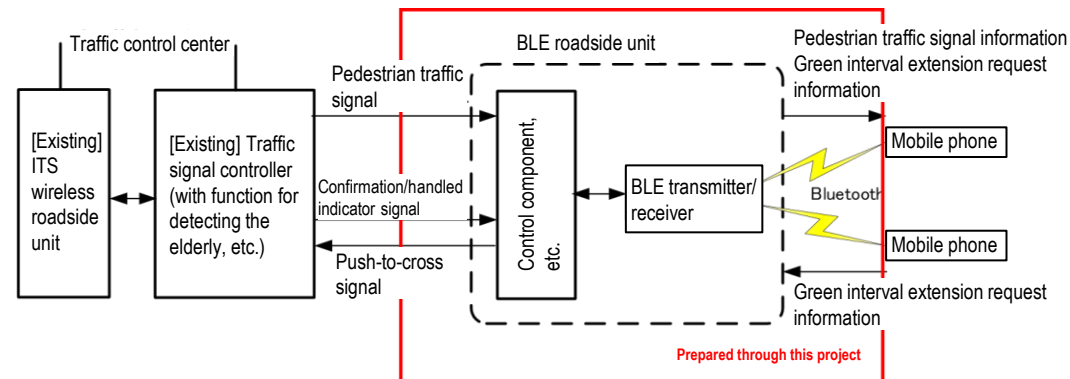 Traffic control center
BLE roadside unit
Pedestrian traffic signal information
Green interval extension request
information
Pedestrian traffic
signal
[Existing]
ITS
wireless
roadside
unit
[Existing] Traffic
signal controller
(with function for
detecting the
elderly, etc.)
Confirmation/handled
indicator signal
Push-to-cross
signal
Control component,
etc.
BLE transmitter/
receiver
Bluetooth
Mobile phone
Mobile phone
Green interval extension request
information
Prepared through this project